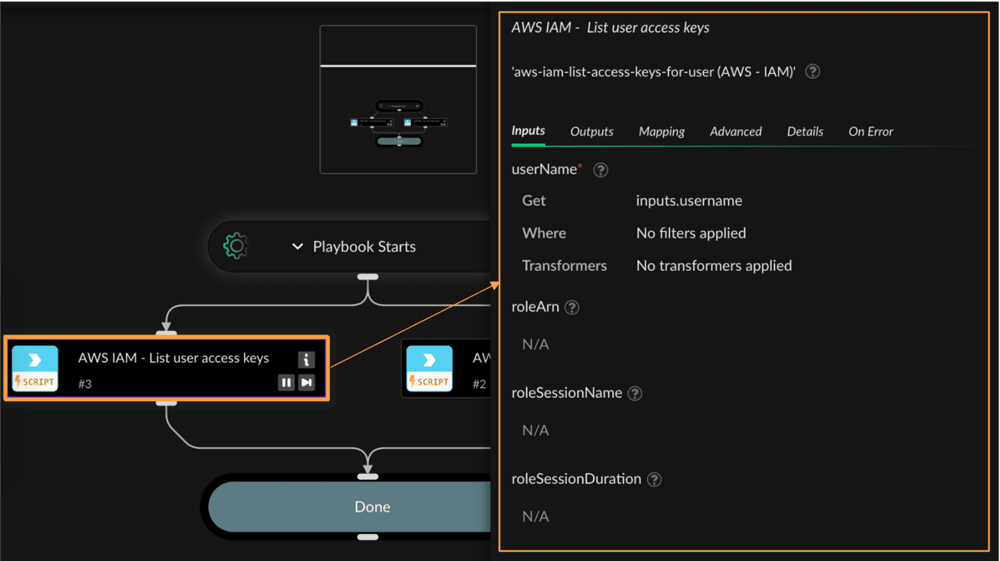 Playbook Starts
AWS IAM - List user access keys
SCRIPT
#3
AW
SCRIPT
#2
Done
AWS IAM - List user access keys
'aws-iam-list-access-keys-for-user (AWS - IAM)'
Inputs Outputs Mapping Advanced Details On Error
userName*
Get inputs.username
Where No filters applied
Transformers No transformers applied
roleArn
N/A
roleSessionName
N/A
roleSessionDuration
N/A